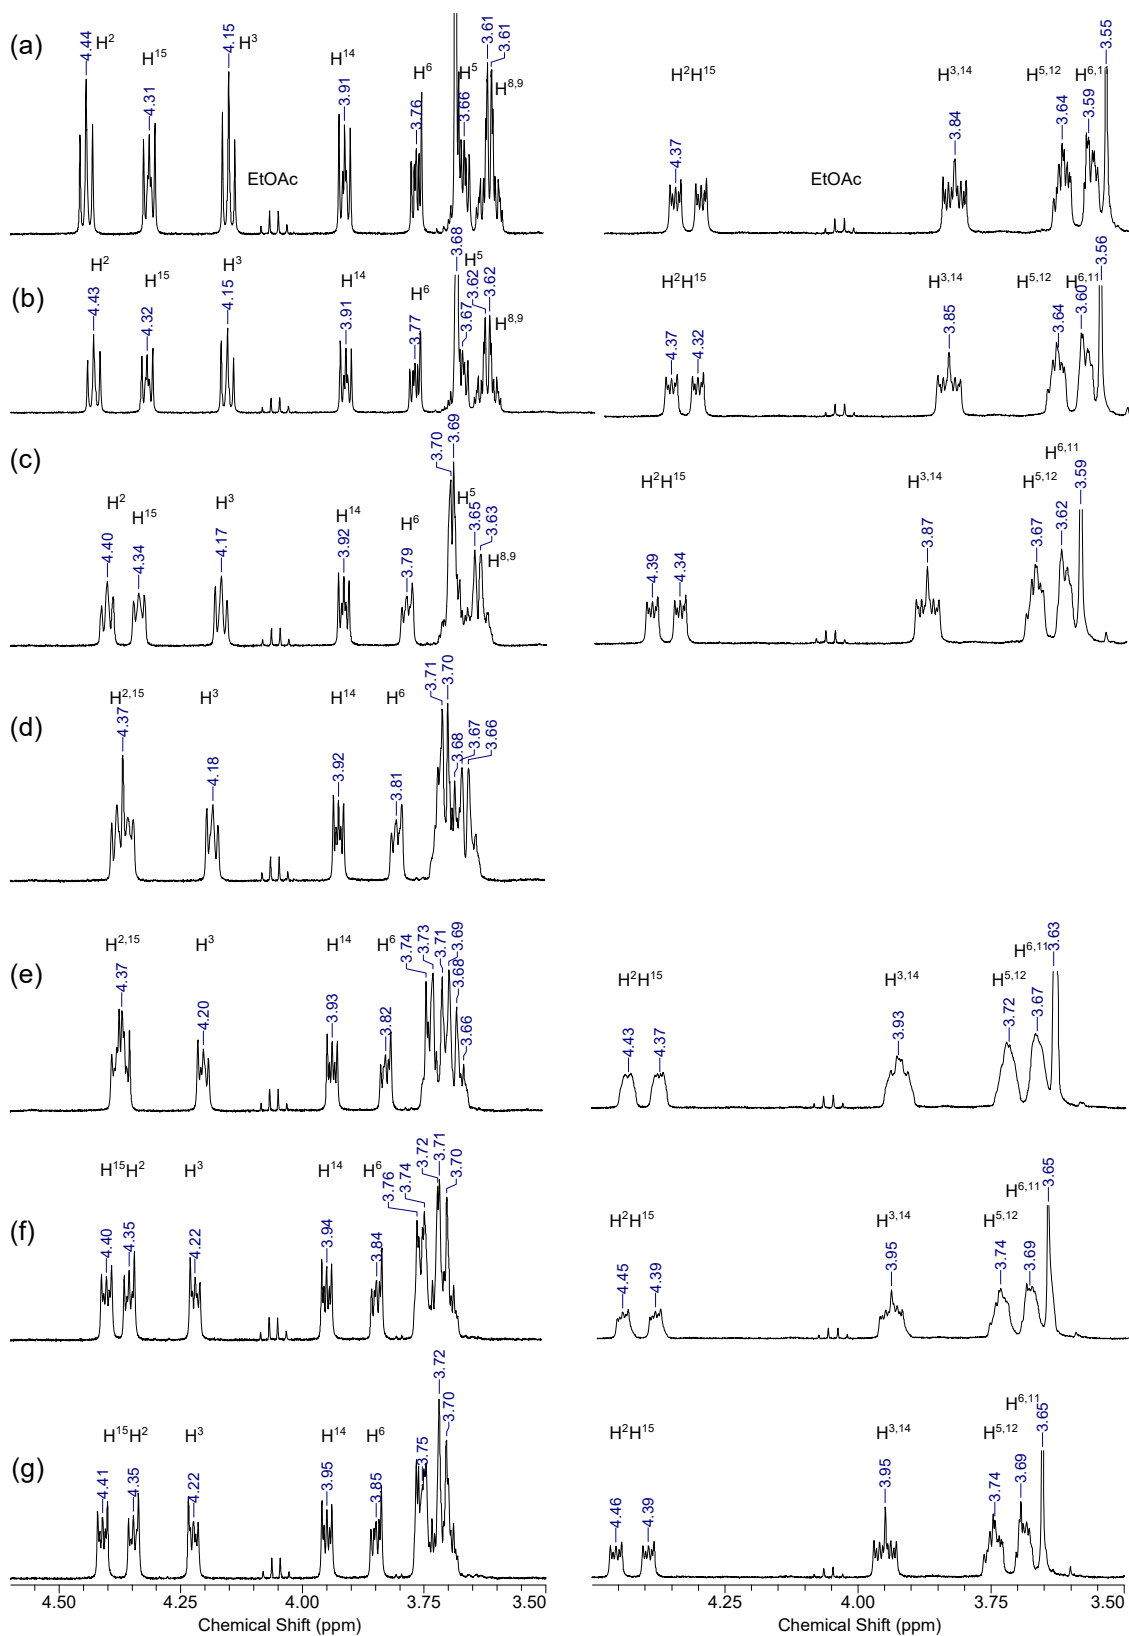 (a)
4.44 H² 4.31 H¹⁵ 4.15 H³ EtOAc 3.91 H¹⁴ 3.76 H⁶ 3.66 H⁵ 3.61 3.61 H⁸,⁹
H²H¹⁵ 4.37 EtOAc H³,¹⁴ 3.84 H⁵,¹² 3.64 H⁶,¹¹ 3.59 3.55
(b)
H² 4.43 H¹⁵ 4.32 H³ 4.15 H¹⁴ 3.91 H⁶ 3.77 3.68 H⁵ 3.67 3.62 3.62 H⁸,⁹
H²H¹⁵ 4.37 4.32 H³,¹⁴ 3.85 H⁵,¹² 3.64 H⁶,¹¹ 3.60 3.56
(c)
H² 4.40 H¹⁵ 4.34 H³ 4.17 H¹⁴ 3.92 H⁶ 3.79 3.70 3.69 H⁵ 3.65 3.63 H⁸,⁹
H²H¹⁵ 4.39 4.34 H³,¹⁴ 3.87 H⁵,¹² 3.67 H⁶,¹¹ 3.62 3.59
(d)
H²,¹⁵ 4.37 H³ 4.18 H¹⁴ 3.92 H⁶ 3.81 3.71 3.70 3.68 3.67 3.66
(e)
H²,¹⁵ 4.37 H³ 4.20 H¹⁴ 3.93 H⁶ 3.82 3.74 3.73 3.71 3.69 3.68 3.66
H²H¹⁵ 4.43 4.37 H³,¹⁴ 3.93 H⁵,¹² 3.72 H⁶,¹¹ 3.67 3.63
(f)
H¹⁵H² 4.40 4.35 H³ 4.22 H¹⁴ 3.94 H⁶ 3.84 3.76 3.74 3.72 3.71 3.70
H²H¹⁵ 4.45 4.39 H³,¹⁴ 3.95 H⁵,¹² 3.74 H⁶,¹¹ 3.69 3.65
(g)
H¹⁵H² 4.41 4.35 H³ 4.22 H¹⁴ 3.95 H⁶ 3.85 3.75 3.72 3.70
H²H¹⁵ 4.46 4.39 H³,¹⁴ 3.95 H⁵,¹² 3.74 H⁶,¹¹ 3.69 3.65
4.50 4.25 4.00 3.75 3.50
Chemical Shift (ppm)
4.25 4.00 3.75 3.50
Chemical Shift (ppm)